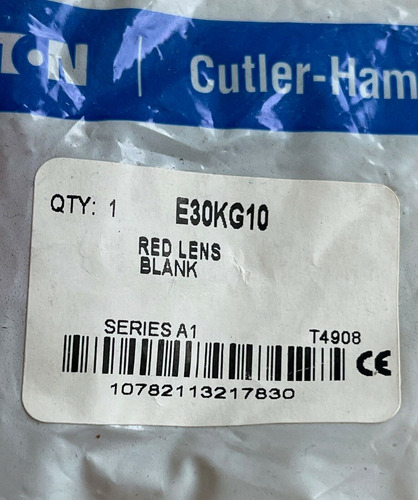 T·N | Cutler-Ham
QTY: 1 E30KG10
RED LENS
BLANK
SERIES A1 T4908
CE
10782113217830